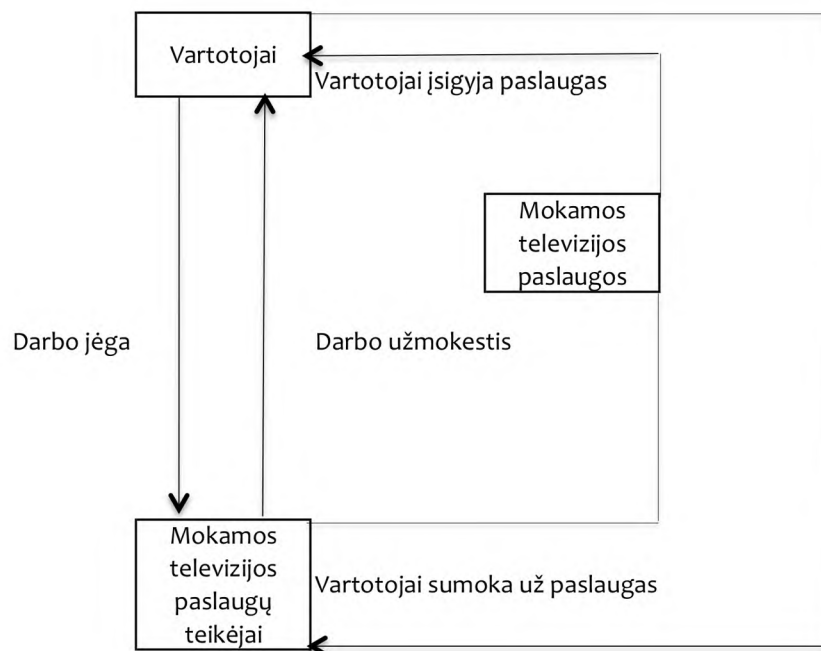 Vartotojai
Vartotojai įsigyja paslaugas
Mokamos
televizijos
paslaugos
Darbo jėga
Darbo užmokestis
Mokamos
televizijos
paslaugų
teikėjai
Vartotojai sumoka už paslaugas